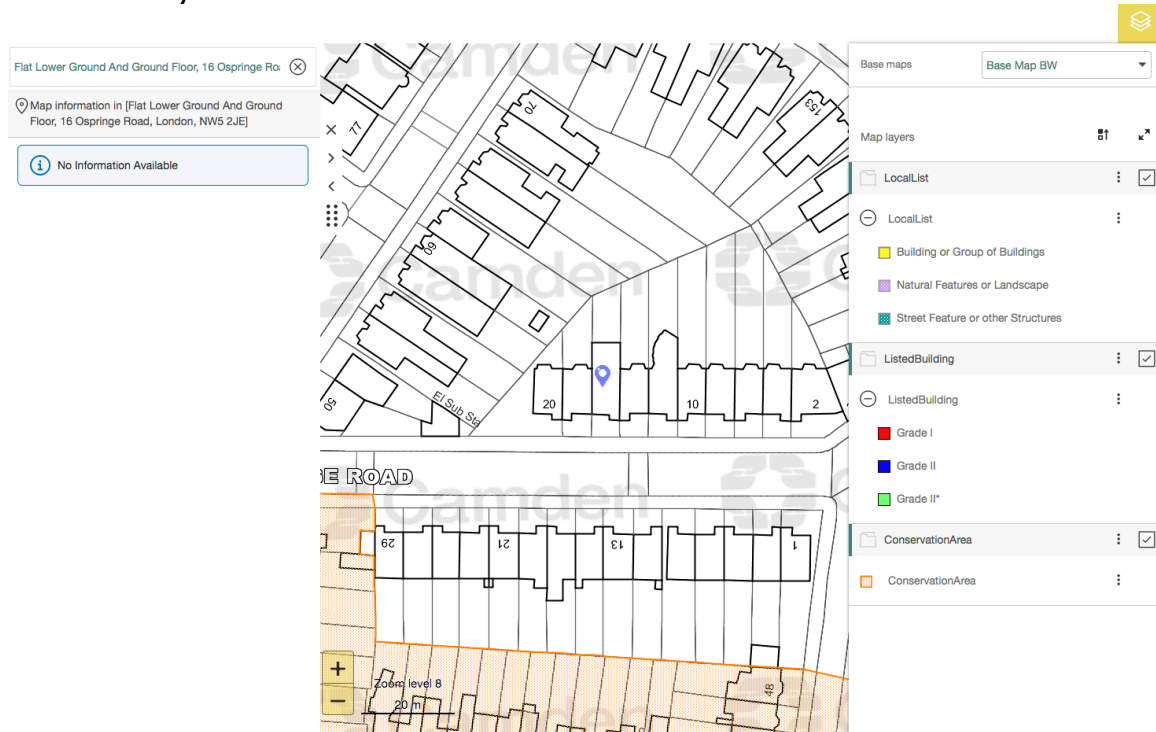 Flat Lower Ground And Ground Floor, 16 Ospringe Ro
Map information in [Flat Lower Ground And Ground
Floor, 16 Ospringe Road, London, NW5 2JE]
No Information Available
Camden
77
70
153
69
Camden
50
El Sub Sta
20
10
2
E ROAD
Camden
29
21
13
1
48
+
Zoom level 8
−
20 m
Base maps
Base Map BW
Map layers
LocalList
LocalList
Building or Group of Buildings
Natural Features or Landscape
Street Feature or other Structures
ListedBuilding
ListedBuilding
Grade I
Grade II
Grade II*
ConservationArea
ConservationArea